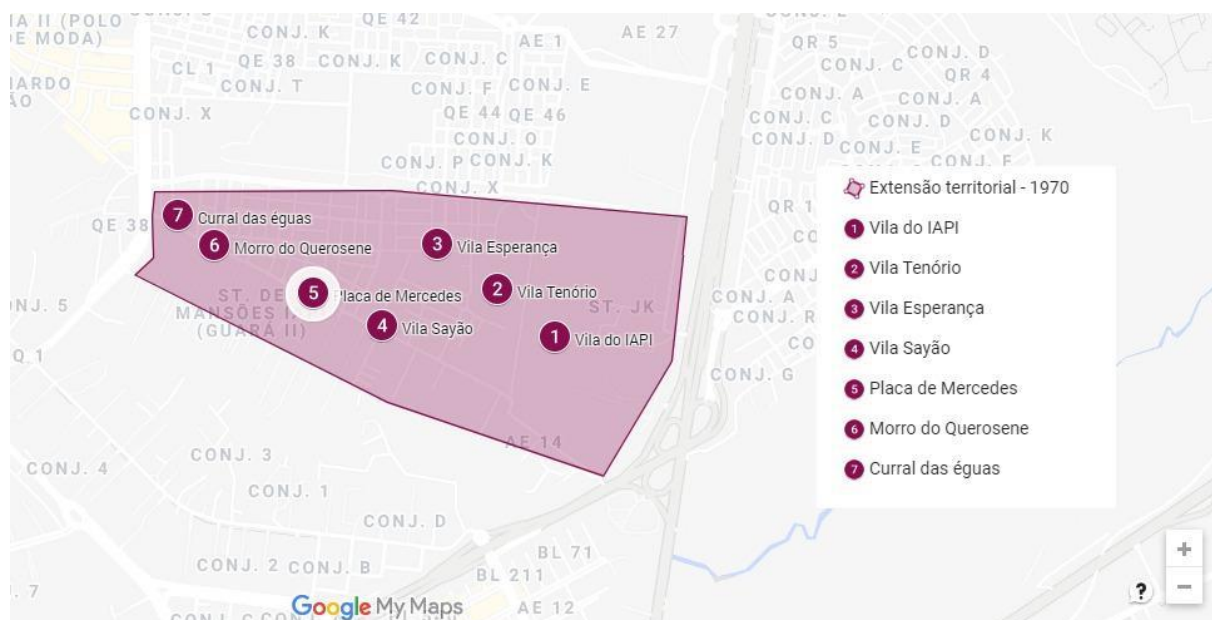 A II (POLO
E MODA)
QE 42
CONJ. K
AE 1
AE 27
QR 5
CONJ. D
CL 1
QE 38
CONJ. K
CONJ. C
CONJ. C
QR 4
CONJ. T
CONJ. F
CONJ. E
CONJ. A
CONJ. A
CONJ. X
QE 44
QE 46
CONJ. C
CONJ. D
CONJ. O
CONJ. D
CONJ. E
CONJ. K
CONJ. P
CONJ. K
CONJ. F
CONJ. X
QE 38
7 Curral das éguas
6 Morro do Querosene
3 Vila Esperança
5 Placa de Mercedes
2 Vila Tenório
4 Vila Sayão
1 Vila do IAPI
ST. JK
MANSÕES
(GUARÁ II)
CONJ. A
CONJ. R
CONJ. G
AE 14
Extensão territorial - 1970
1 Vila do IAPI
2 Vila Tenório
3 Vila Esperança
4 Vila Sayão
5 Placa de Mercedes
6 Morro do Querosene
7 Curral das éguas
NJ. 5
CONJ. 4
CONJ. 3
CONJ. 1
CONJ. D
CONJ. 2
CONJ. B
BL 71
BL 211
AE 12
Google My Maps
+
?
−